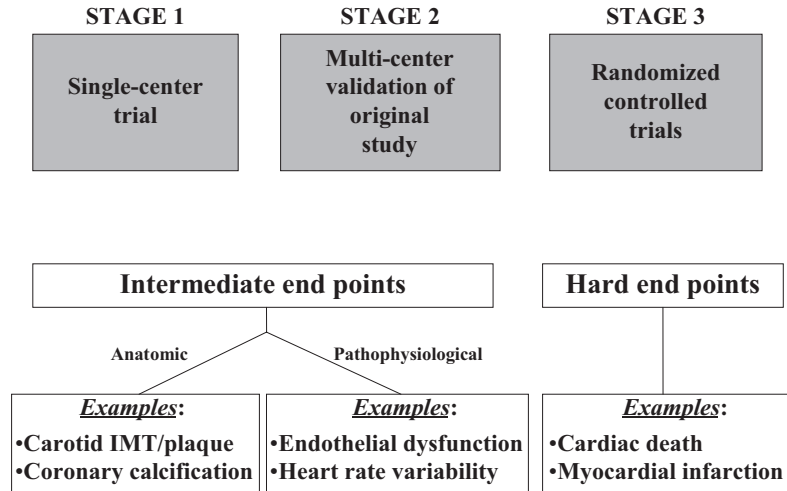 STAGE 1
STAGE 2
STAGE 3
Single-center
trial
Multi-center
validation of
original
study
Randomized
controlled
trials
Intermediate end points
Hard end points
Anatomic
Pathophysiological
Examples:
•Carotid IMT/plaque
•Coronary calcification
Examples:
•Endothelial dysfunction
•Heart rate variability
Examples:
•Cardiac death
•Myocardial infarction